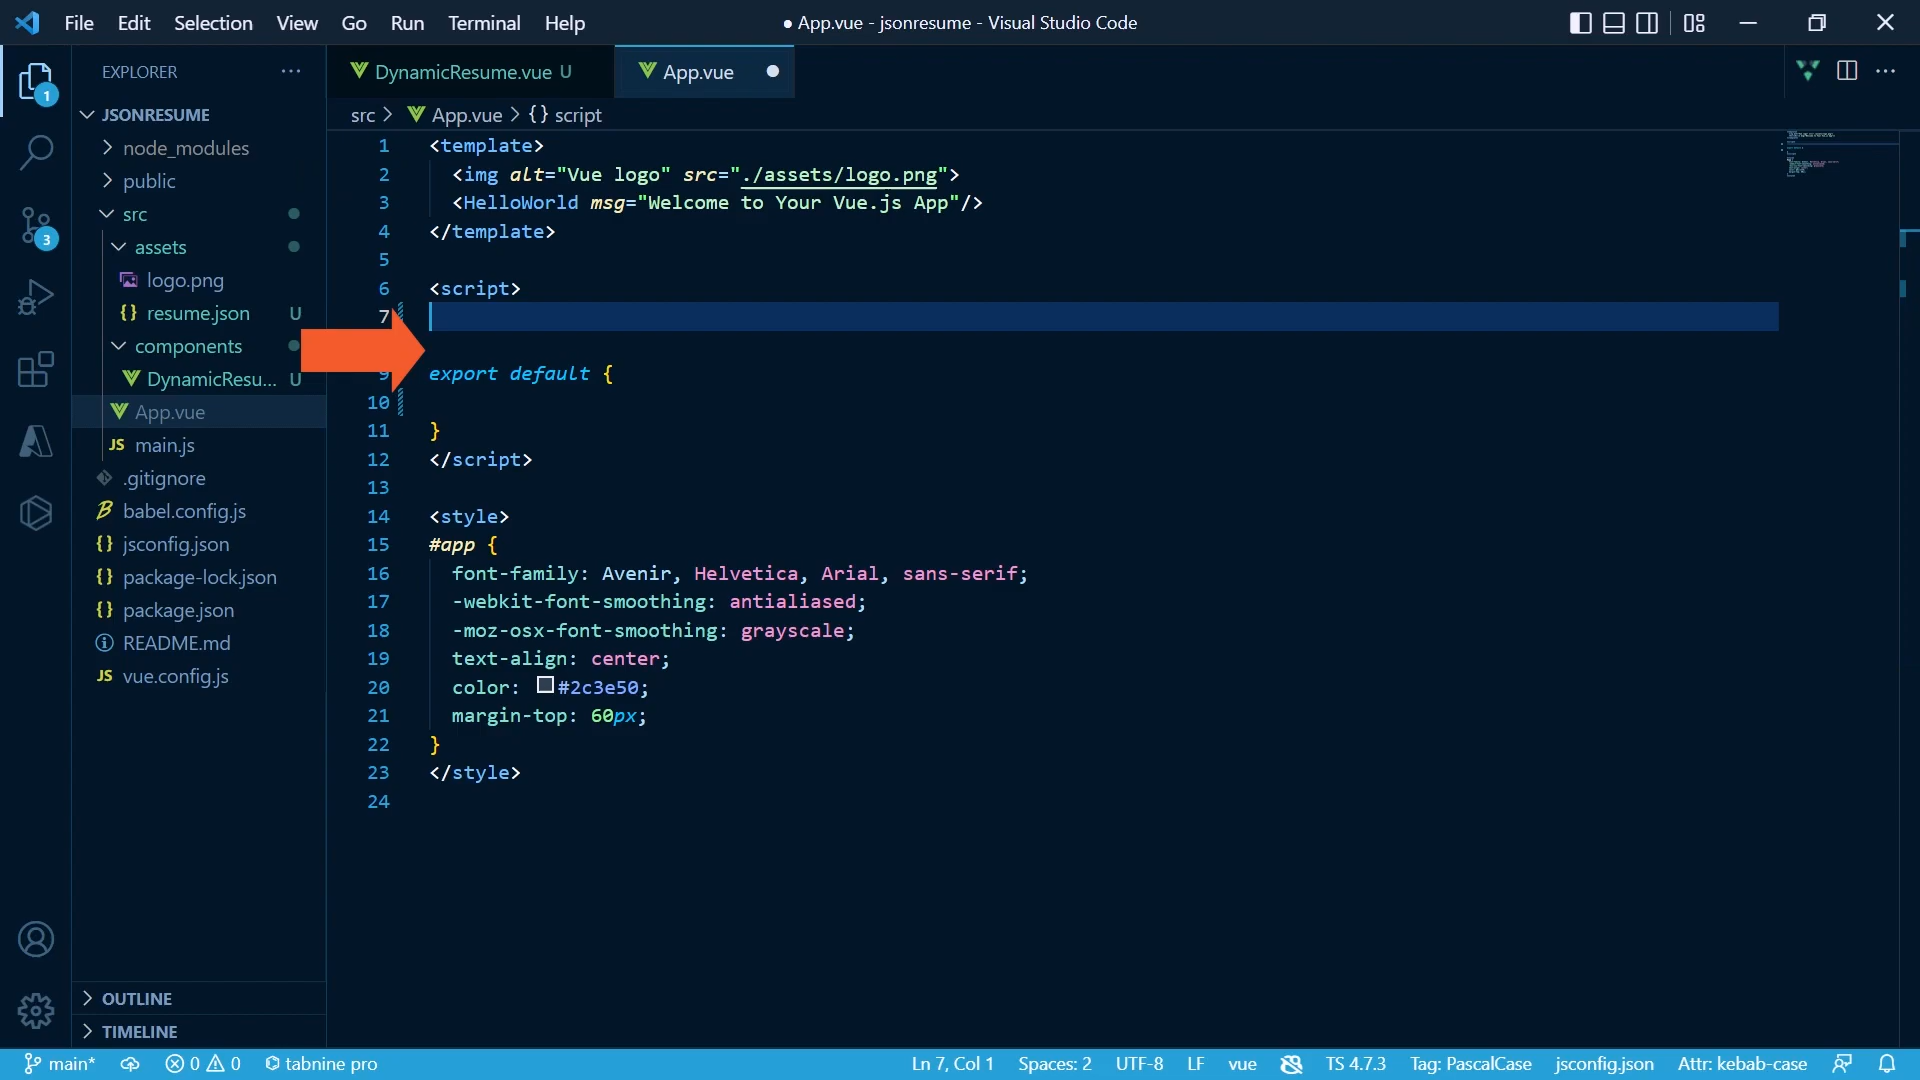 File Edit Selection View Go Run Terminal Help
● App.vue - jsonresume - Visual Studio Code
EXPLORER
JSONRESUME
node_modules
public
src
assets
logo.png
resume.json U
components
DynamicResu... U
App.vue
JS main.js
.gitignore
babel.config.js
{} jsconfig.json
{} package-lock.json
{} package.json
README.md
JS vue.config.js
OUTLINE
TIMELINE
1
3
DynamicResume.vue U
App.vue ●
src > App.vue > {} script
1 <template>
2 <img alt="Vue logo" src="./assets/logo.png">
3 <HelloWorld msg="Welcome to Your Vue.js App"/>
4 </template>
5
6 <script>
7
9 export default {
10
11 }
12 </script>
13
14 <style>
15 #app {
16 font-family: Avenir, Helvetica, Arial, sans-serif;
17 -webkit-font-smoothing: antialiased;
18 -moz-osx-font-smoothing: grayscale;
19 text-align: center;
20 color: #2c3e50;
21 margin-top: 60px;
22 }
23 </style>
24
main* 0 0 tabnine pro Ln 7, Col 1 Spaces: 2 UTF-8 LF vue TS 4.7.3 Tag: PascalCase jsconfig.json Attr: kebab-case